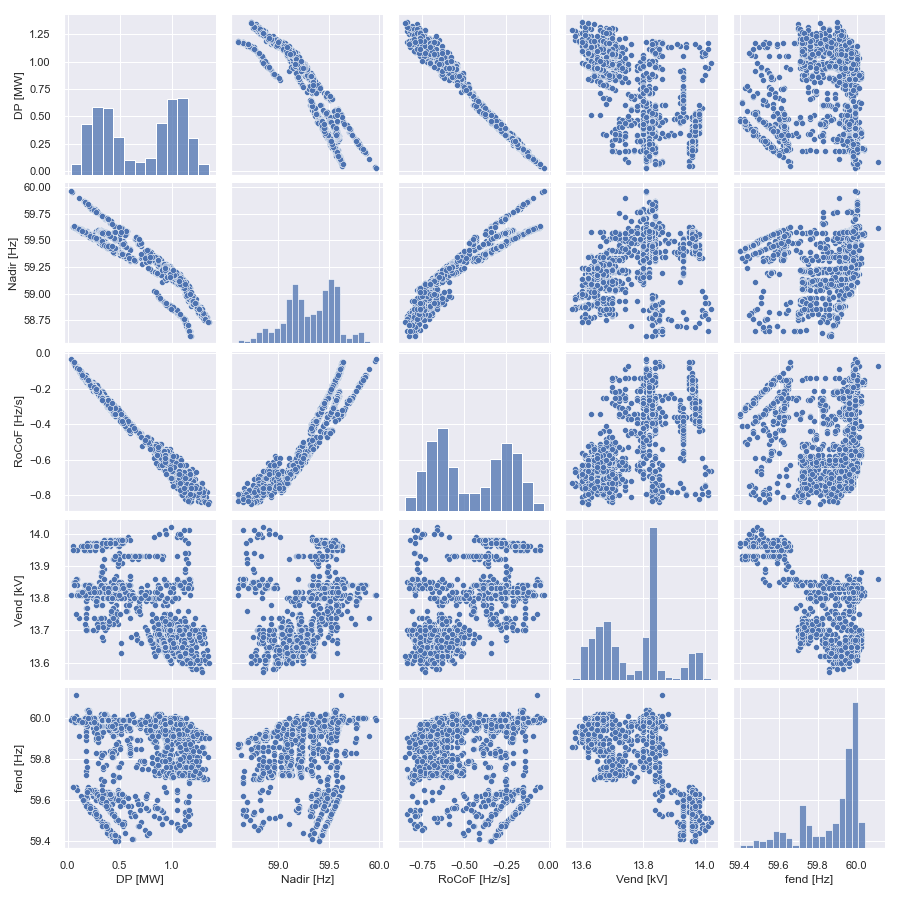 1.25
1.00
0.75
0.50
0.25
0.00
DP [MW]
60.00
59.75
59.50
59.25
59.00
58.75
Nadir [Hz]
0.0
−0.2
−0.4
−0.6
−0.8
RoCoF [Hz/s]
14.0
13.9
13.8
13.7
13.6
Vend [kV]
60.0
59.8
59.6
59.4
fend [Hz]
0.0 0.5 1.0
DP [MW]
59.0 59.5 60.0
Nadir [Hz]
−0.75 −0.50 −0.25 0.00
RoCoF [Hz/s]
13.6 13.8 14.0
Vend [kV]
59.4 59.6 59.8 60.0
fend [Hz]